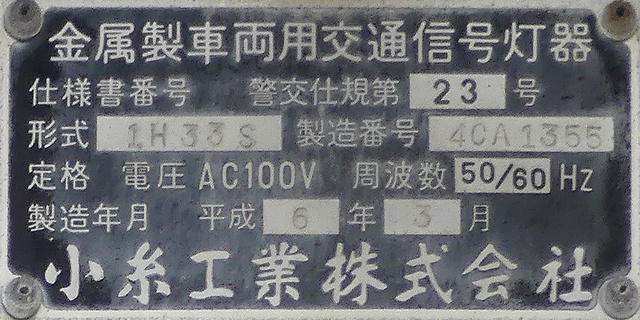 金属製車両用交通信号灯器
仕様書番号 警交仕規第 23 号
形式 1H33S 製造番号 4CA1355
定格 電圧 AC100V 周波数 50/60 Hz
製造年月 平成 6 年 3 月
小糸工業株式会社